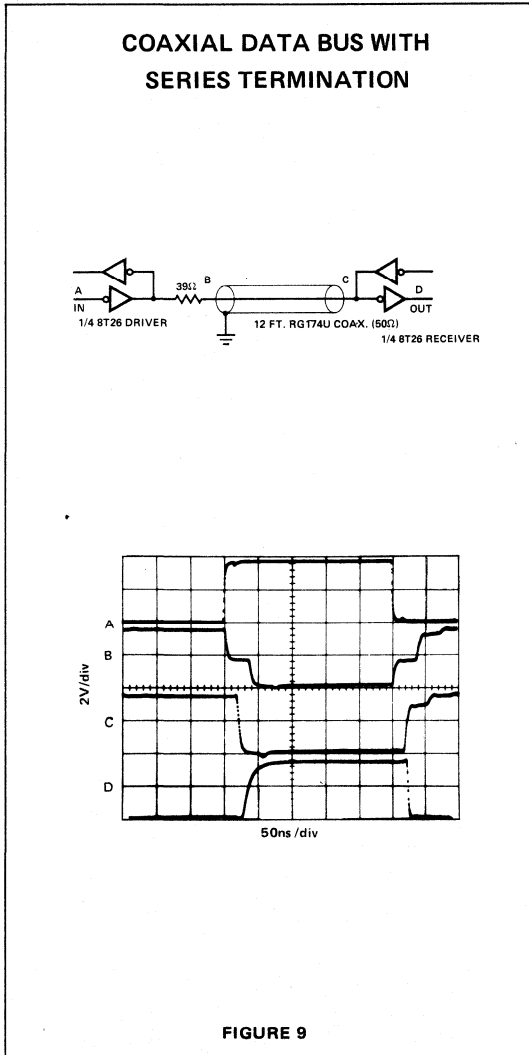 COAXIAL DATA BUS WITH
SERIES TERMINATION
39Ω
B
C
A
D
IN
OUT
1/4 8T26 DRIVER
12 FT. RG174U COAX. (50Ω)
1/4 8T26 RECEIVER
A
B
2V/div
C
D
50ns/div
FIGURE 9